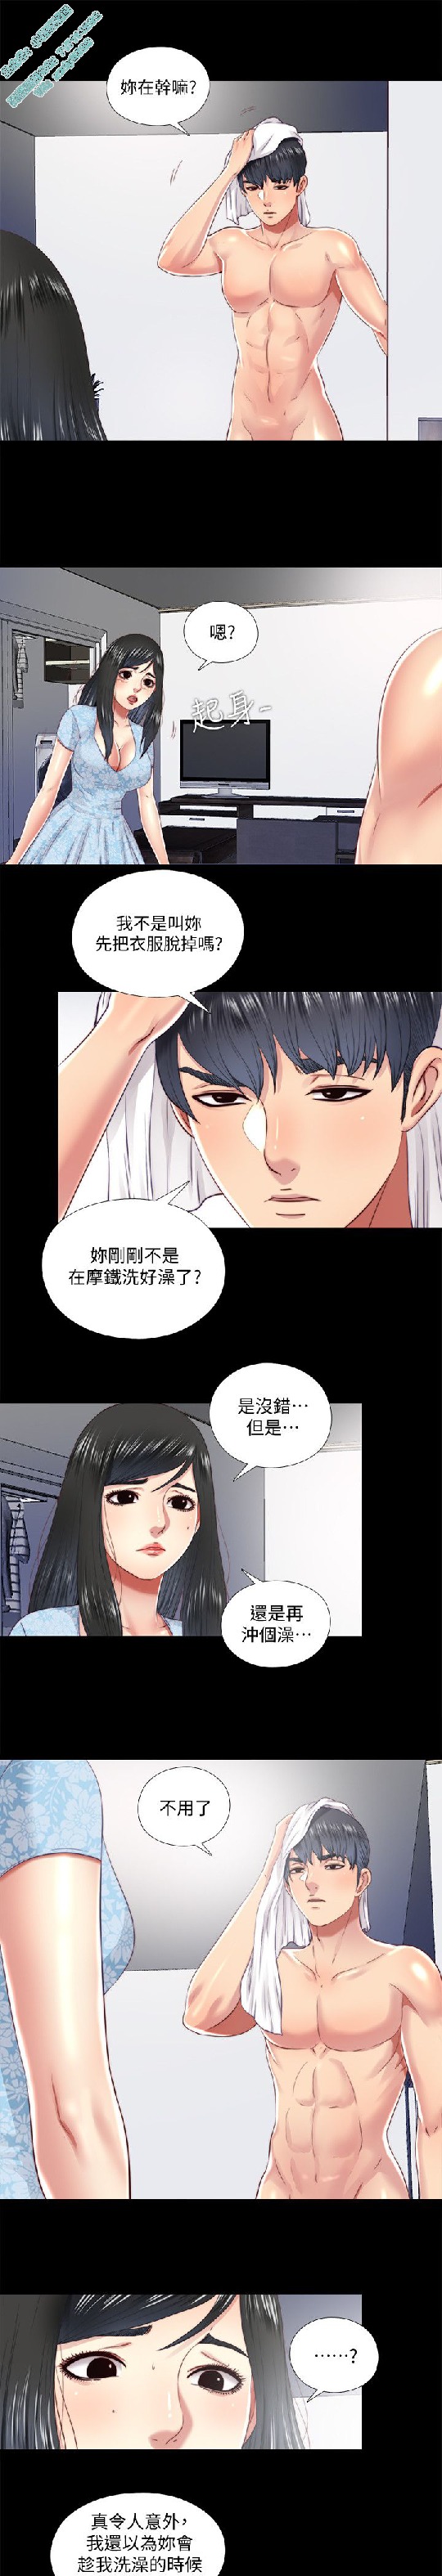 妳在幹嘛?
嗯?
起身-
我不是叫妳
先把衣服脫掉嗎?
妳剛剛不是
在摩鐵洗好澡了?
是沒錯⋯
但是⋯
還是再
沖個澡⋯
不用了
⋯⋯?
真令人意外,
我還以為妳會
趁我洗澡的時候